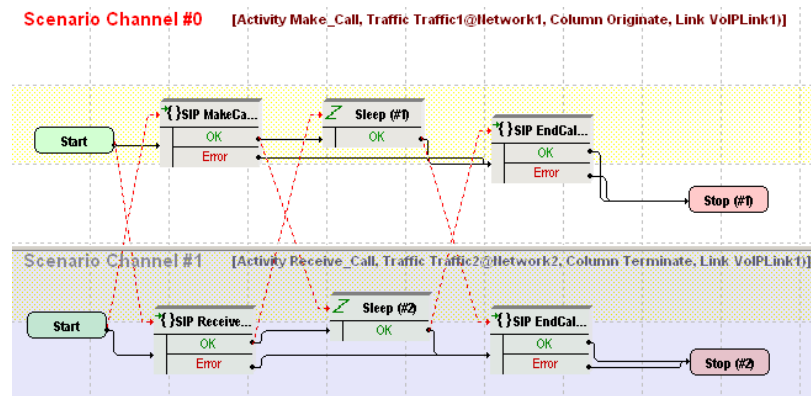 Scenario Channel #0 [Activity Make_Call, Traffic Traffic1@Network1, Column Originate, Link VoIPLink1)]
{}SIP MakeCa...
OK
Error
Sleep (#1)
OK
Start
{}SIP EndCal...
OK
Error
Stop (#1)
Scenario Channel #1 [Activity Receive_Call, Traffic Traffic2@Network2, Column Terminate, Link VoIPLink1)]
Start
{}SIP Receive...
OK
Error
Sleep (#2)
OK
{}SIP EndCal...
OK
Error
Stop (#2)